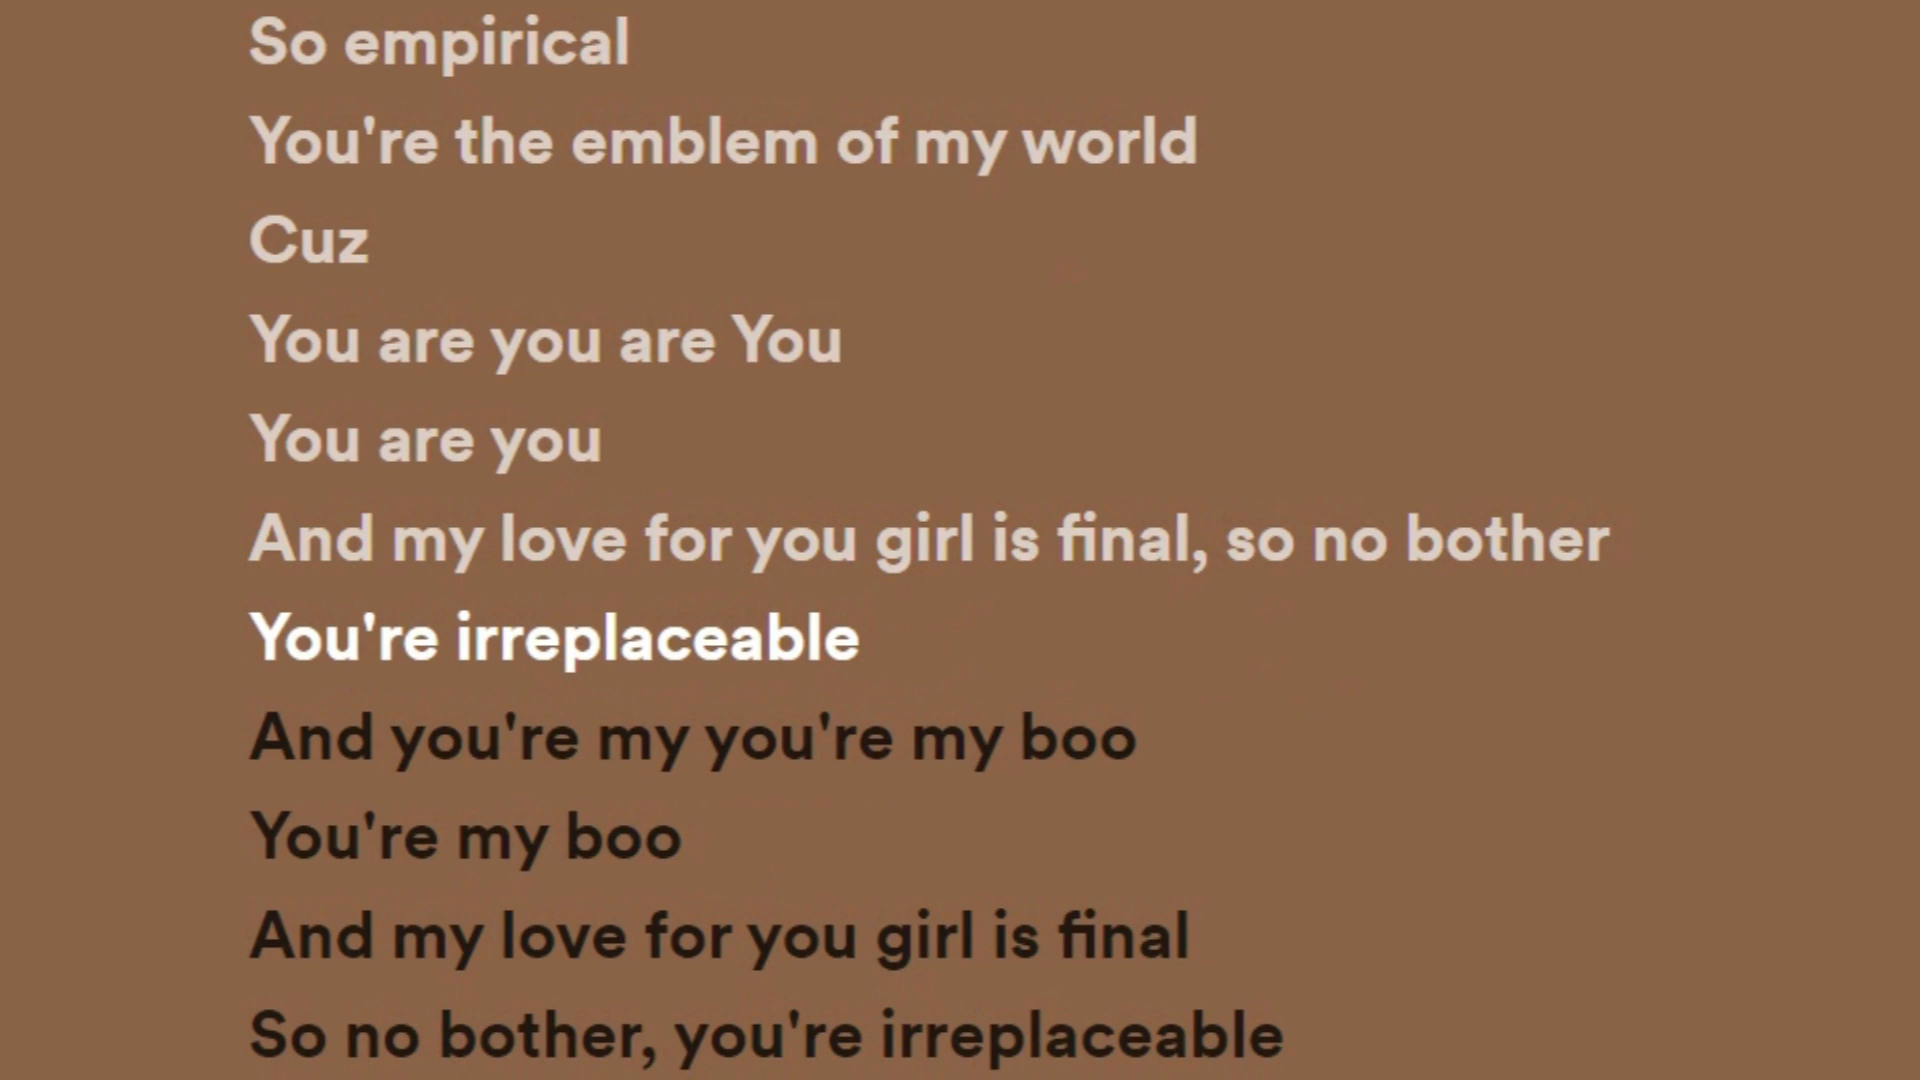 So empirical
You're the emblem of my world
Cuz
You are you are You
You are you
And my love for you girl is final, so no bother
You're irreplaceable
And you're my you're my boo
You're my boo
And my love for you girl is final
So no bother, you're irreplaceable